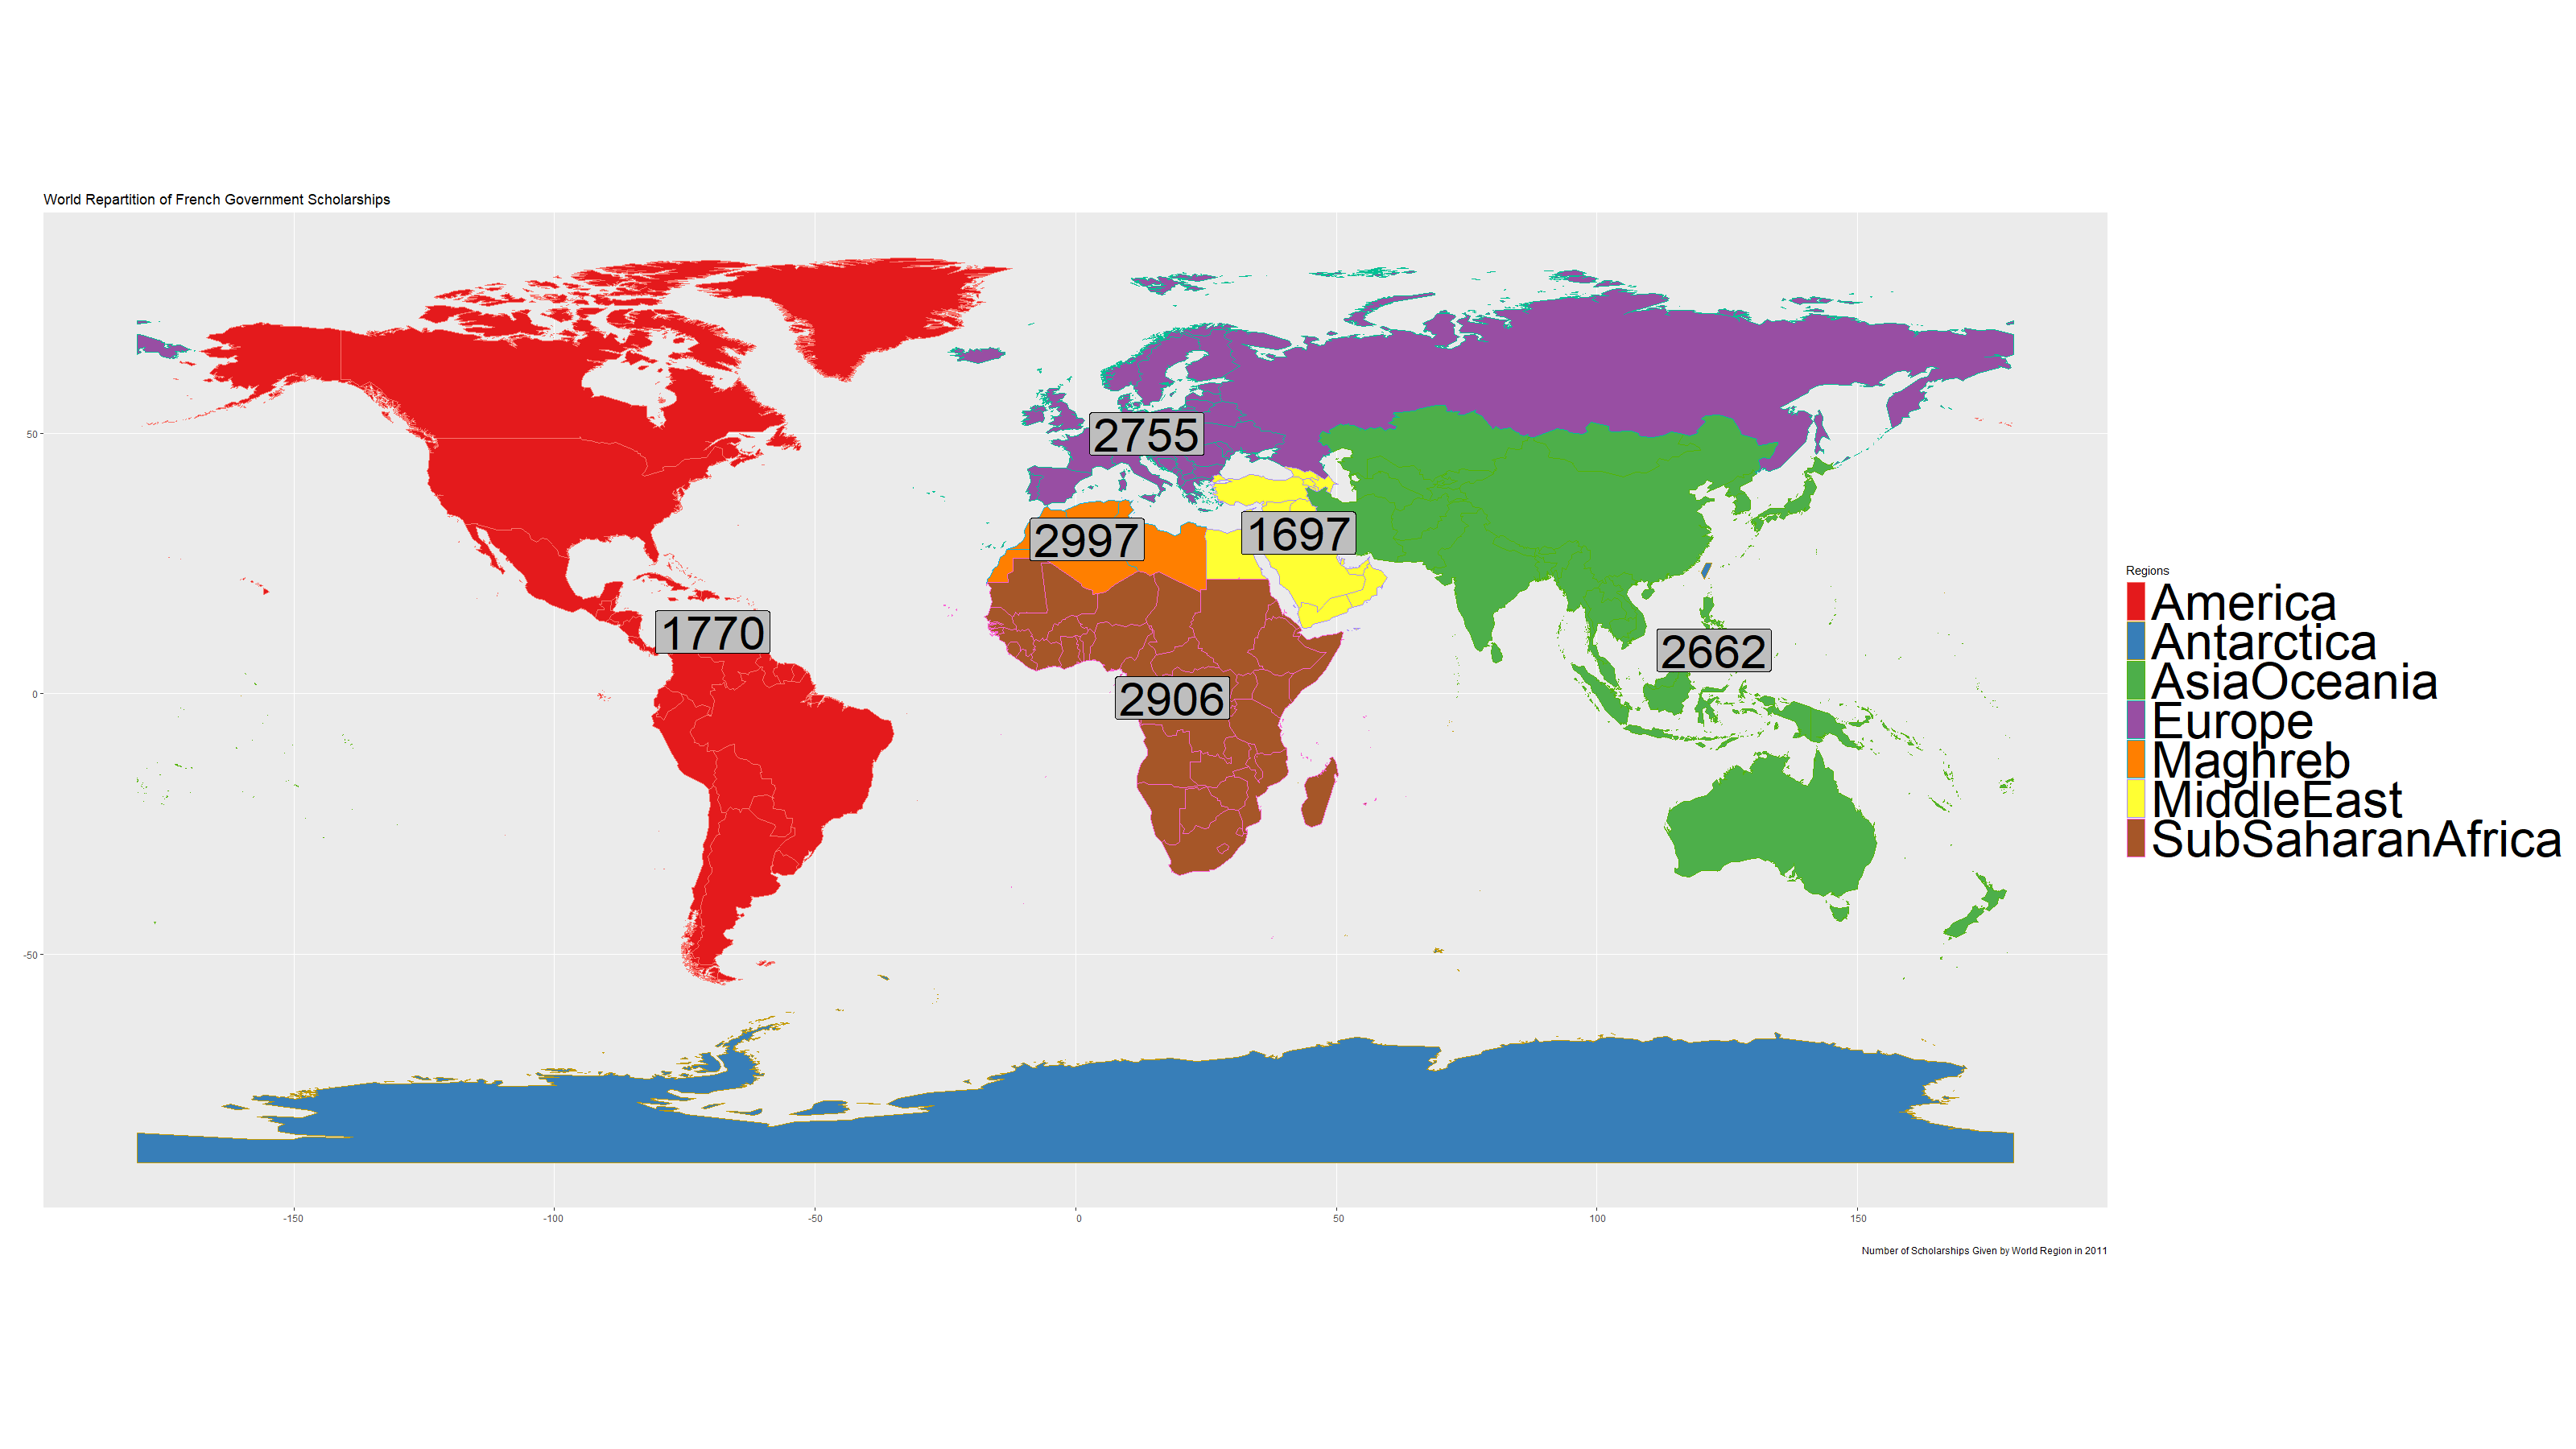 World Repartition of French Government Scholarships
50
0
-50
2755
2997
1697
1770
2662
2906
-150
-100
-50
0
50
100
150
Number of Scholarships Given by World Region in 2011
Regions
America
Antarctica
AsiaOceania
Europe
Maghreb
MiddleEast
SubSaharanAfrica